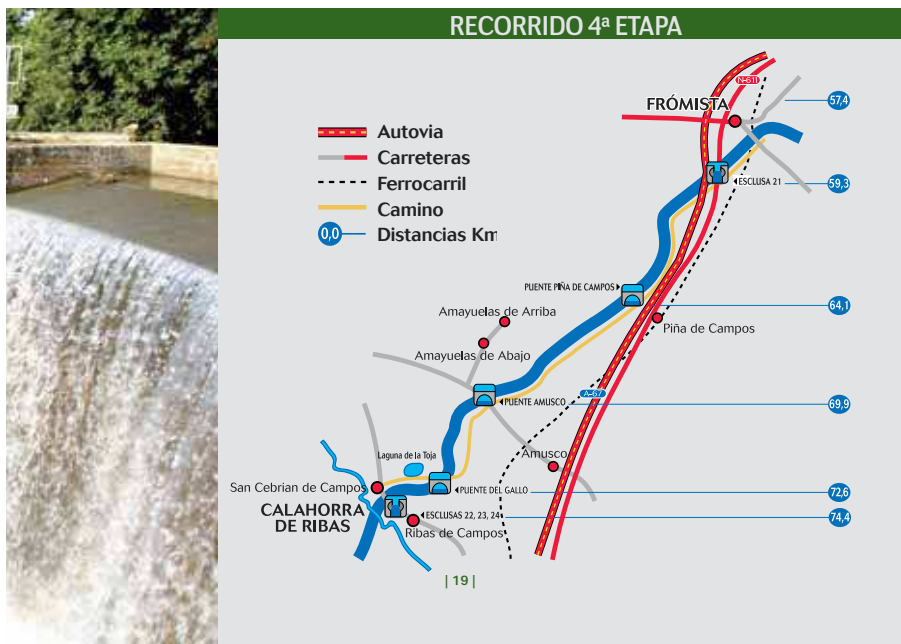 RECORRIDO 4ª ETAPA
N-611
FRÓMISTA
57,4
Autovia
Carreteras
Ferrocarril
Camino
0,0 Distancias Km
ESCLUSA 21
59,3
PUENTE PIÑA DE CAMPOS
64,1
Amayuelas de Arriba
Piña de Campos
Amayuelas de Abajo
A-67
PUENTE AMUSCO
69,9
Laguna de la Toja
Amusco
San Cebrian de Campos
PUENTE DEL GALLO
72,6
CALAHORRA
DE RIBAS
ESCLUSAS 22, 23, 24
74,4
Ribas de Campos
| 19 |